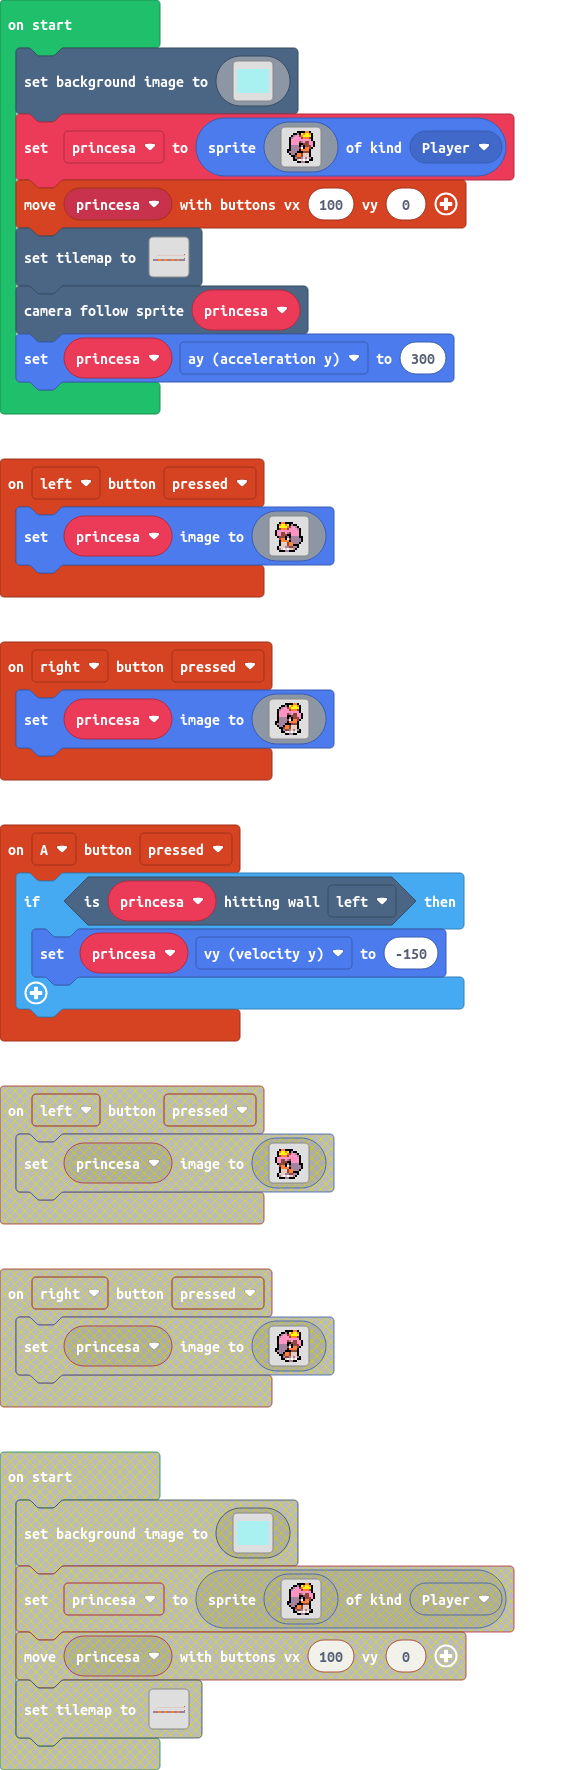 on start
set background image to
set princesa to sprite of kind Player
move princesa with buttons vx 100 vy 0
set tilemap to
camera follow sprite princesa
set princesa ay (acceleration y) to 300
on left button pressed
set princesa image to
on right button pressed
set princesa image to
on A button pressed
if is princesa hitting wall left then
set princesa vy (velocity y) to -150
on left button pressed
set princesa image to
on right button pressed
set princesa image to
on start
set background image to
set princesa to sprite of kind Player
move princesa with buttons vx 100 vy 0
set tilemap to